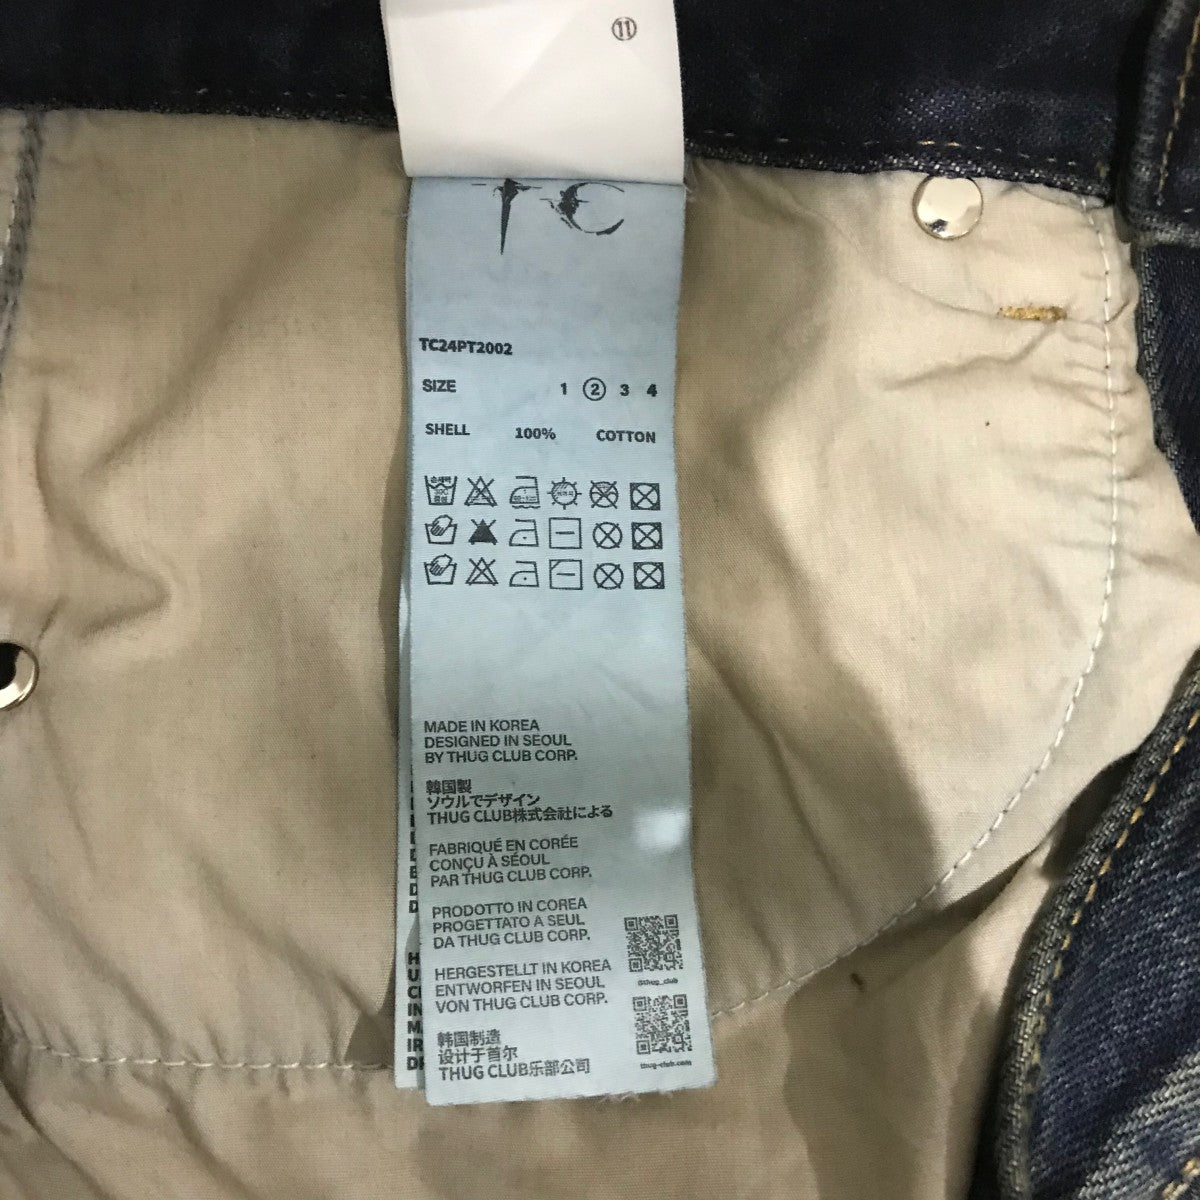 ⑪
TC
TC24PT2002
SIZE 1 ② 3 4
SHELL 100% COTTON
MADE IN KOREA
DESIGNED IN SEOUL
BY THUG CLUB CORP.
韓国製
ソウルでデザイン
THUG CLUB株式会社による
FABRIQUÉ EN CORÉE
CONÇU À SÉOUL
PAR THUG CLUB CORP.
PRODOTTO IN COREA
PROGETTATO A SEUL
DA THUG CLUB CORP.
HERGESTELLT IN KOREA
ENTWORFEN IN SEOUL
VON THUG CLUB CORP.
@thug_club
韩国制造
设计于首尔
THUG CLUB乐部公司
thug-club.com